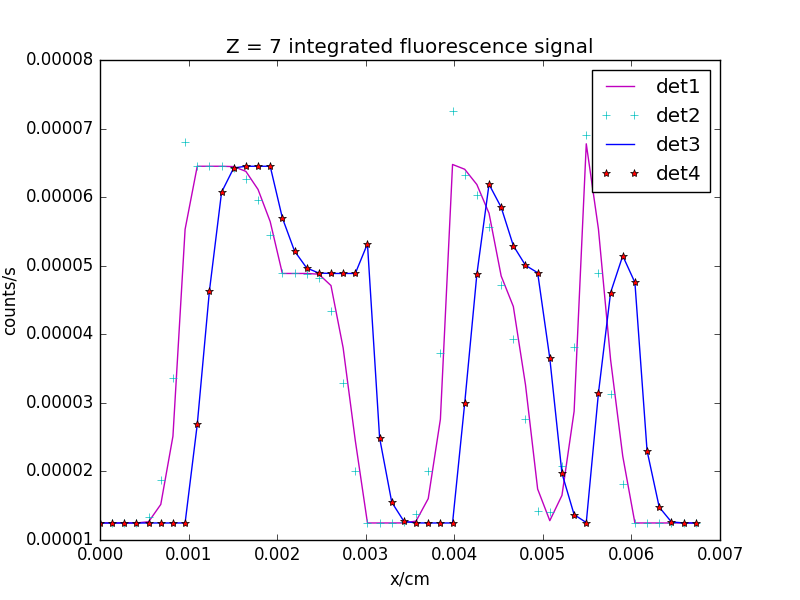 Z = 7 integrated fluorescence signal
0.00008
0.00007
0.00006
0.00005
0.00004
0.00003
0.00002
0.00001
counts/s
det1
det2
det3
det4
0.000 0.001 0.002 0.003 0.004 0.005 0.006 0.007
x/cm